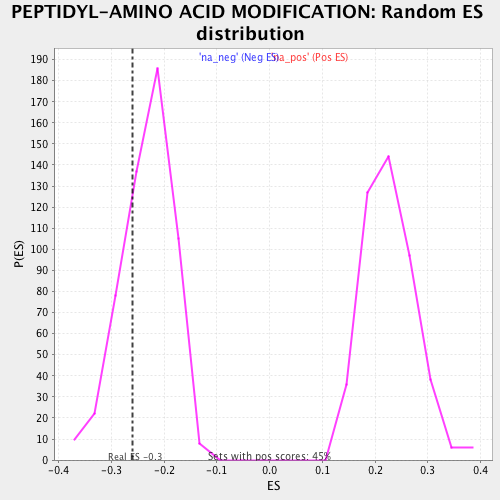 PEPTIDYL-AMINO ACID MODIFICATION: Random ES
distribution
'na_neg' (Neg ES) 'na_pos' (Pos ES)
190
180
170
160
150
140
130
120
110
100
90
80
70
60
50
40
30
20
10
0
P(ES)
Real ES -0.3
Sets with pos scores: 45%
-0.4 -0.3 -0.2 -0.1 0.0 0.1 0.2 0.3 0.4
ES